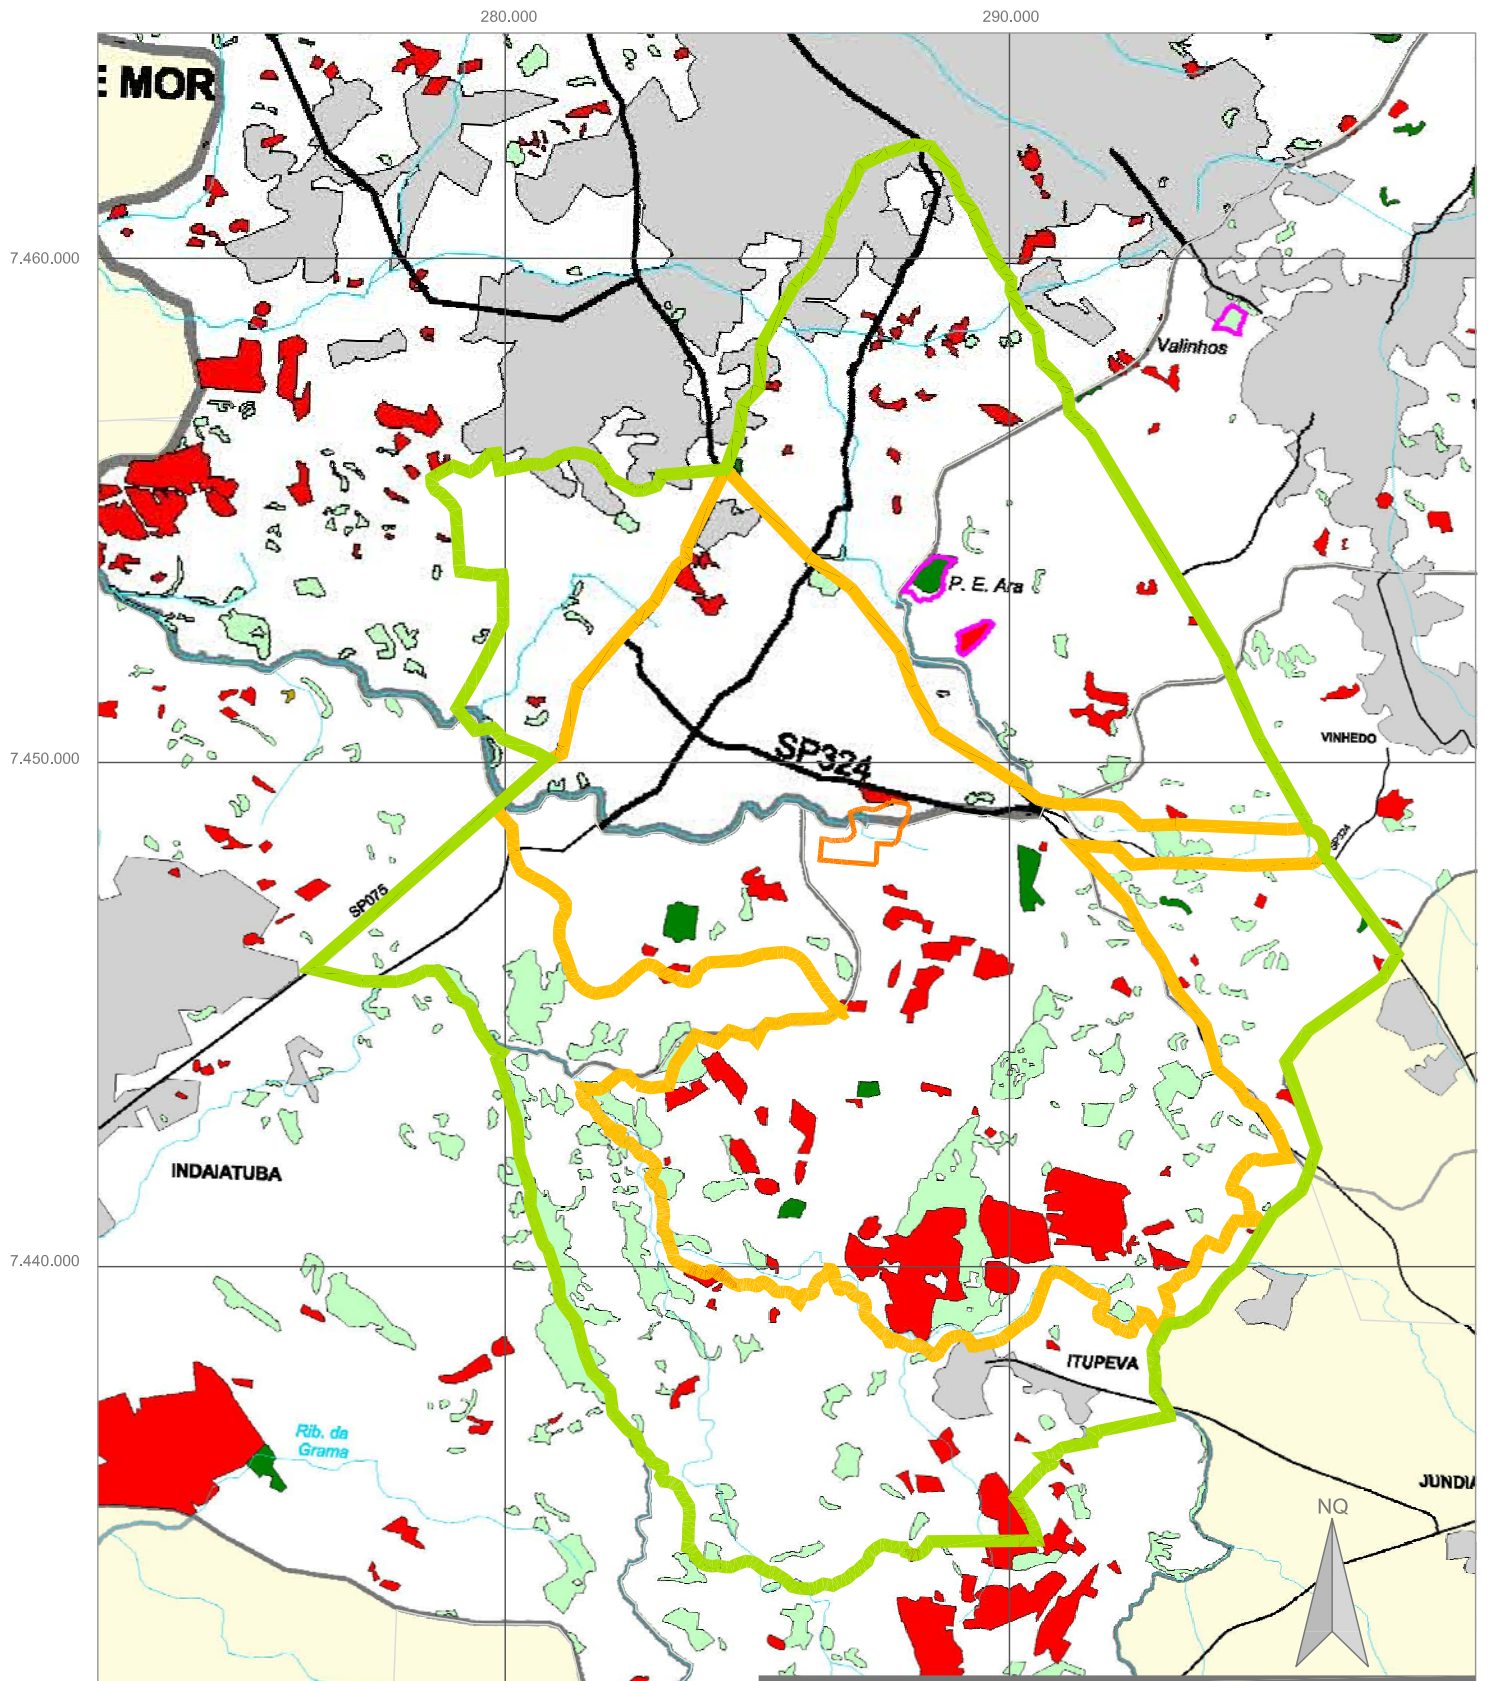 280.000
290.000
E MOR
7.460.000
Valinhos
P. E. Ara
VINHEDO
SP324
7.450.000
SP324
SP075
INDAIATUBA
7.440.000
ITUPEVA
Rib. da
Grama
JUNDIA
NQ